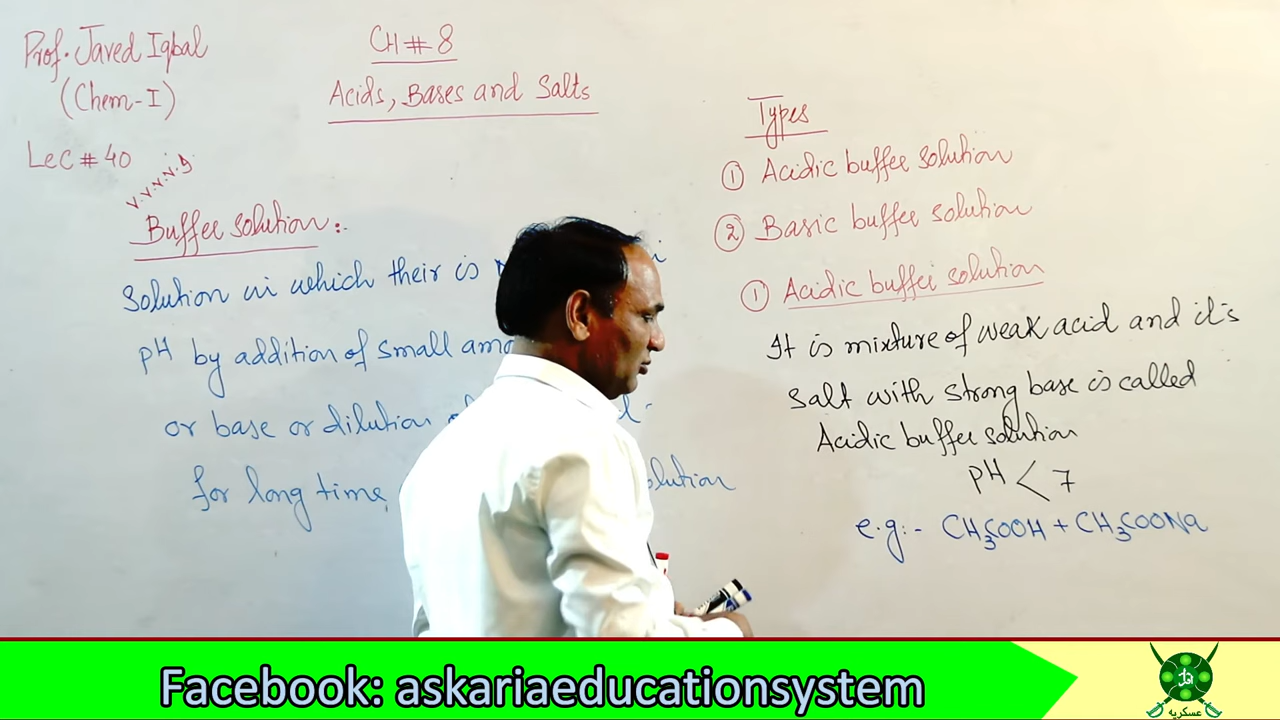 Prof. Javed Iqbal
(Chem-I)
Lec # 40
CH # 8
Acids, Bases and Salts
Buffer solution:
Solution in which their is
pH by addition of small
or base or dilution
for long time,
olution
Types
① Acidic buffer solution
② Basic buffer solution
① Acidic buffer solution
It is mixture of weak acid and it's
salt with strong base is called
Acidic buffer solution
pH < 7
e.g:- CH₃COOH + CH₃COONa
Facebook: askariaeducationsystem
عسکریہ